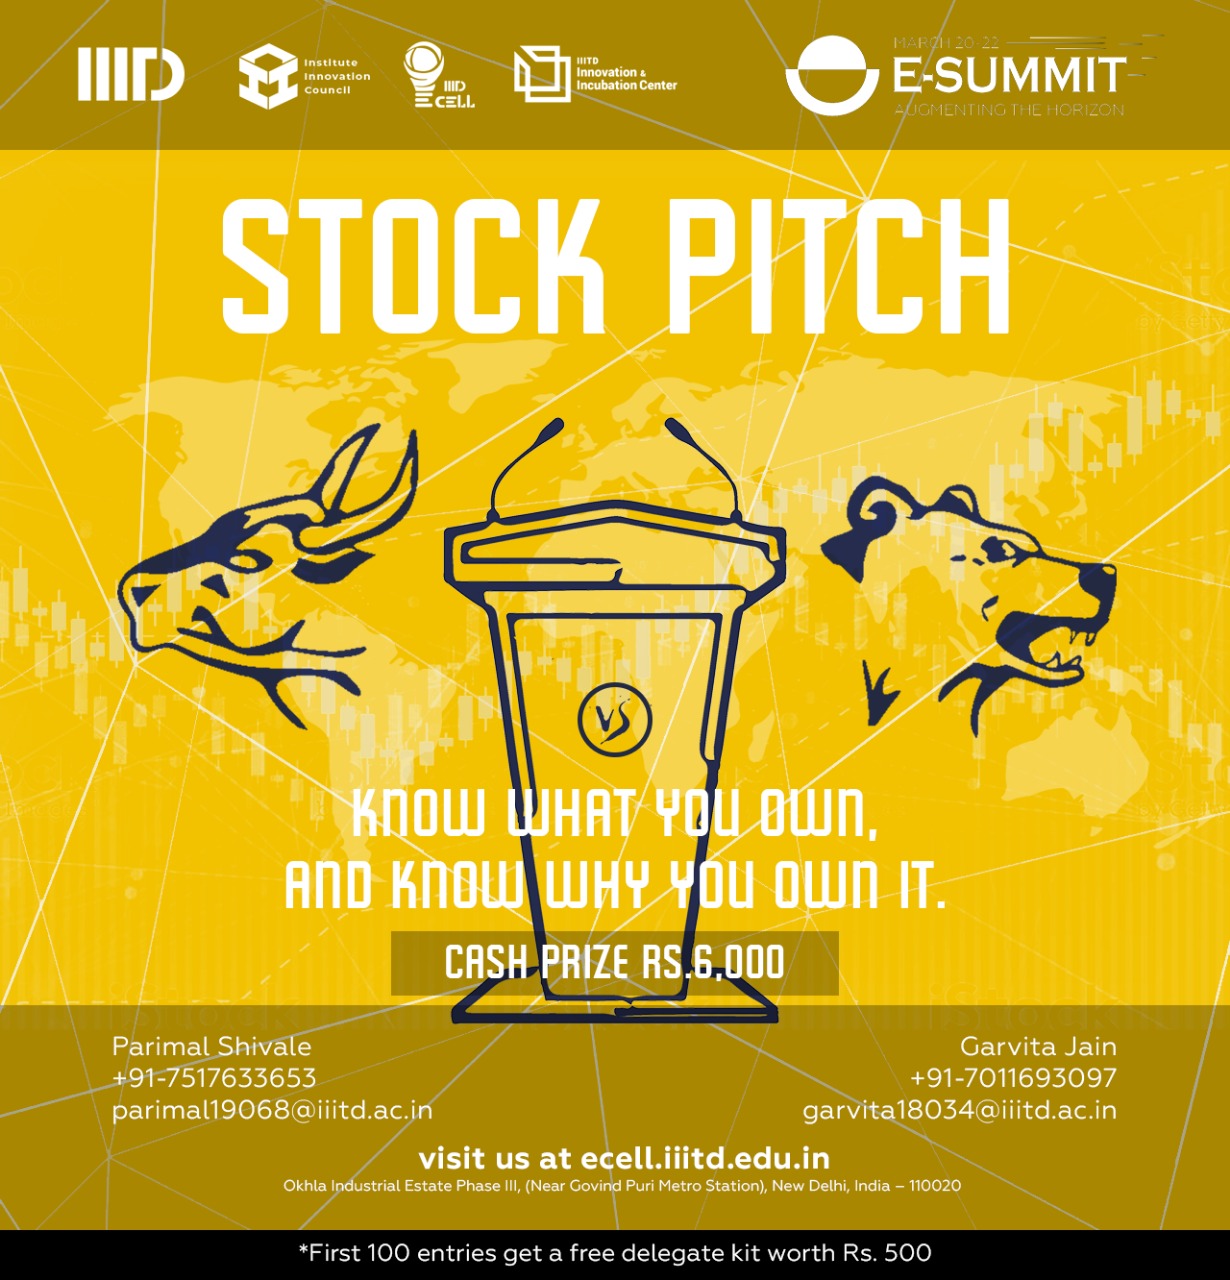 IIITD
Institute
Innovation
Council
IIITD
E CELL
IIITD
Innovation &
Incubation Center
MARCH 20-22
E-SUMMIT
AUGMENTING THE HORIZON
STOCK PITCH
VS
KNOW WHAT YOU OWN,
AND KNOW WHY YOU OWN IT.
CASH PRIZE RS.6,000
Parimal Shivale
+91-7517633653
parimal19068@iiitd.ac.in
Garvita Jain
+91-7011693097
garvita18034@iiitd.ac.in
visit us at ecell.iiitd.edu.in
Okhla Industrial Estate Phase III, (Near Govind Puri Metro Station), New Delhi, India – 110020
*First 100 entries get a free delegate kit worth Rs. 500